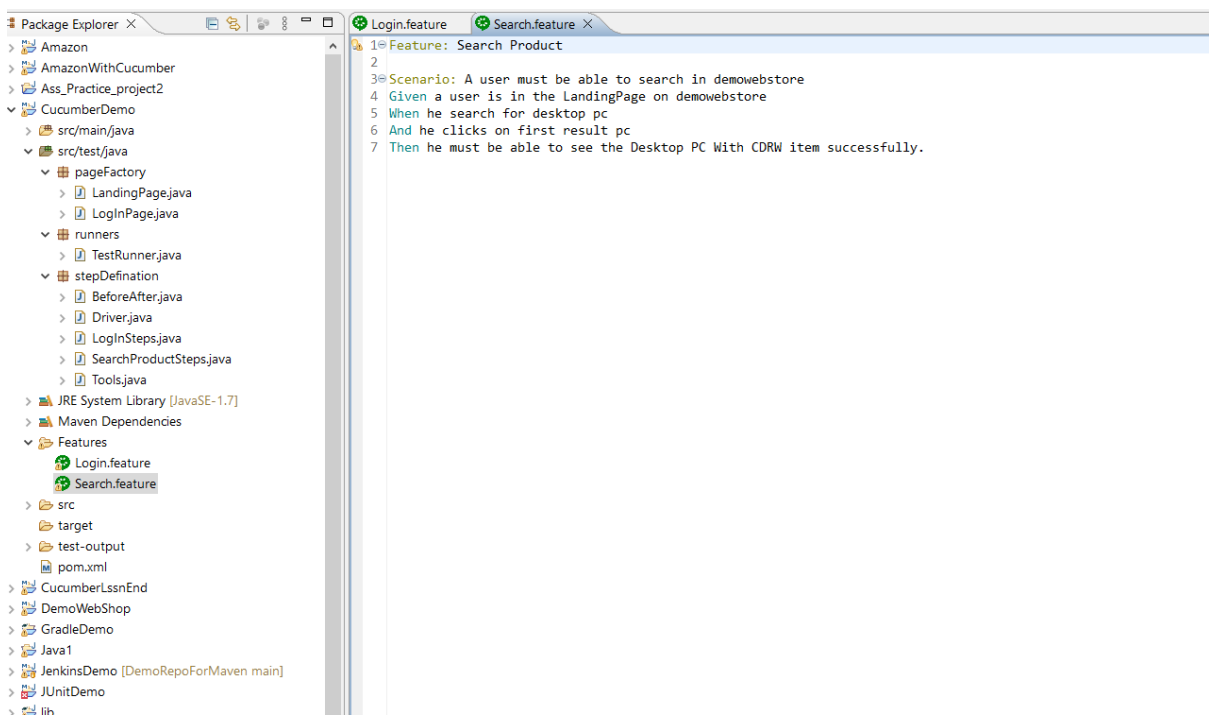 Package Explorer
Amazon
AmazonWithCucumber
Ass_Practice_project2
CucumberDemo
src/main/java
src/test/java
pageFactory
LandingPage.java
LogInPage.java
runners
TestRunner.java
stepDefination
BeforeAfter.java
Driver.java
LogInSteps.java
SearchProductSteps.java
Tools.java
JRE System Library [JavaSE-1.7]
Maven Dependencies
Features
Login.feature
Search.feature
src
target
test-output
pom.xml
CucumberLssnEnd
DemoWebShop
GradleDemo
Java1
JenkinsDemo [DemoRepoForMaven main]
JUnitDemo
lib
Login.feature Search.feature
1 Feature: Search Product
2
3 Scenario: A user must be able to search in demowebstore
4 Given a user is in the LandingPage on demowebstore
5 When he search for desktop pc
6 And he clicks on first result pc
7 Then he must be able to see the Desktop PC With CDRW item successfully.